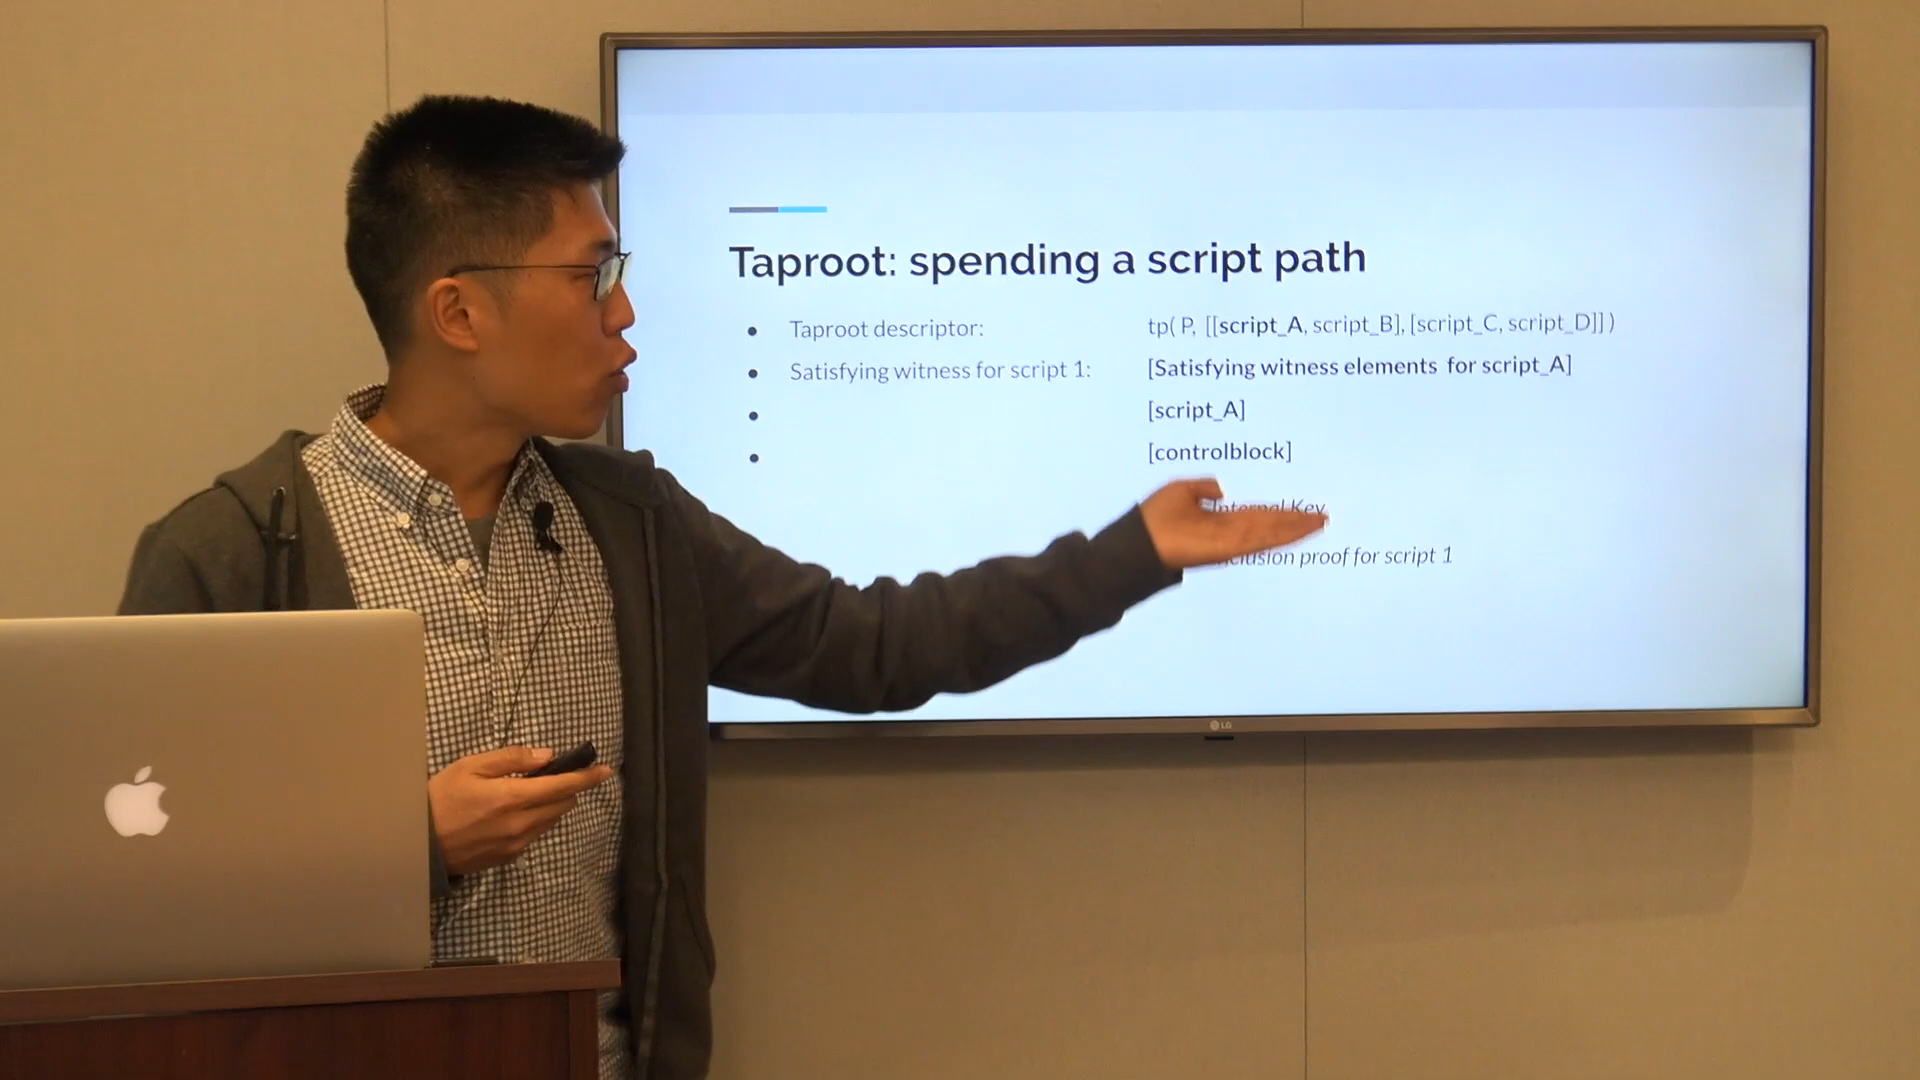 Taproot: spending a script path
Taproot descriptor: tp( P, [[script_A, script_B], [script_C, script_D]] )
Satisfying witness for script 1: [Satisfying witness elements for script_A]
[script_A]
[controlblock]
Internal Key
proof for script 1
LG